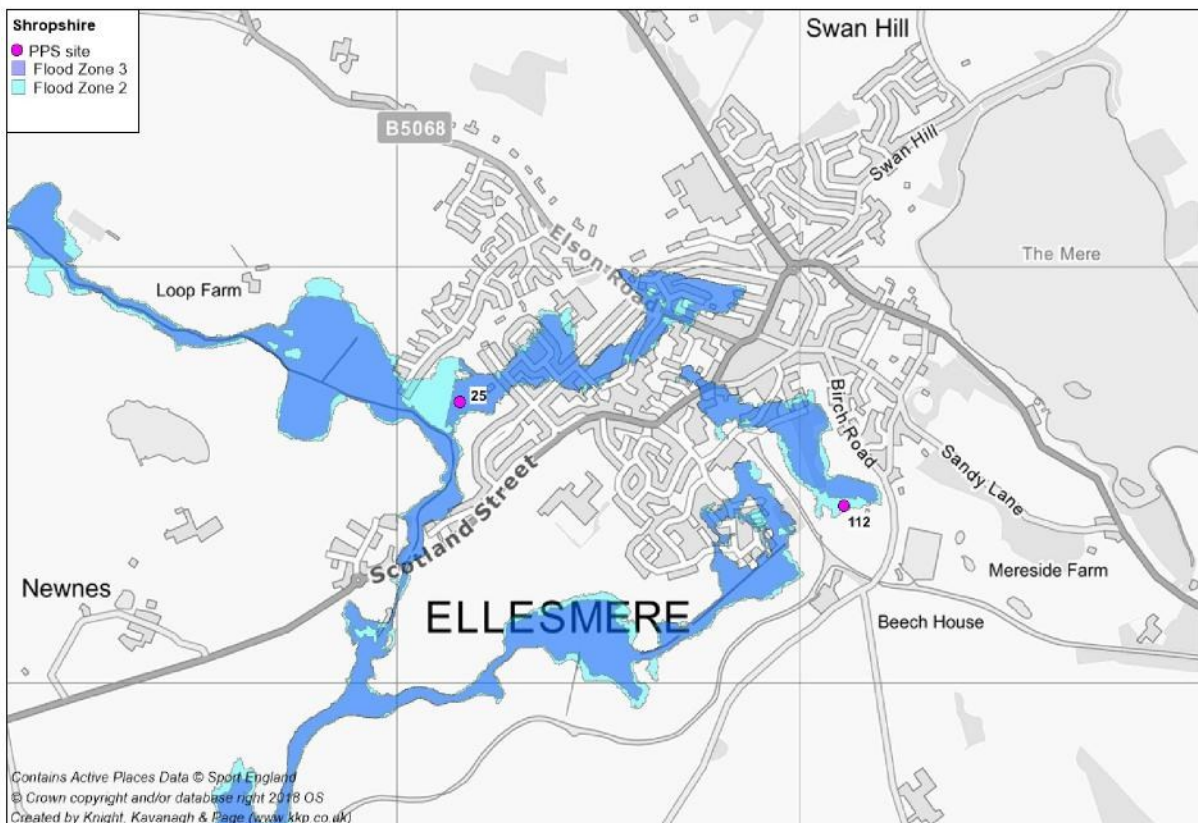 Shropshire
PPS site
Flood Zone 3
Flood Zone 2
Swan Hill
B5068
Swan Hill
Elson Road
The Mere
Loop Farm
25
Birch Road
Sandy Lane
112
Scotland Street
Newnes
ELLESMERE
Mereside Farm
Beech House
Contains Active Places Data © Sport England
© Crown copyright and/or database right 2018 OS
Created by Knight, Kavanagh & Page (www.kkp.co.uk)